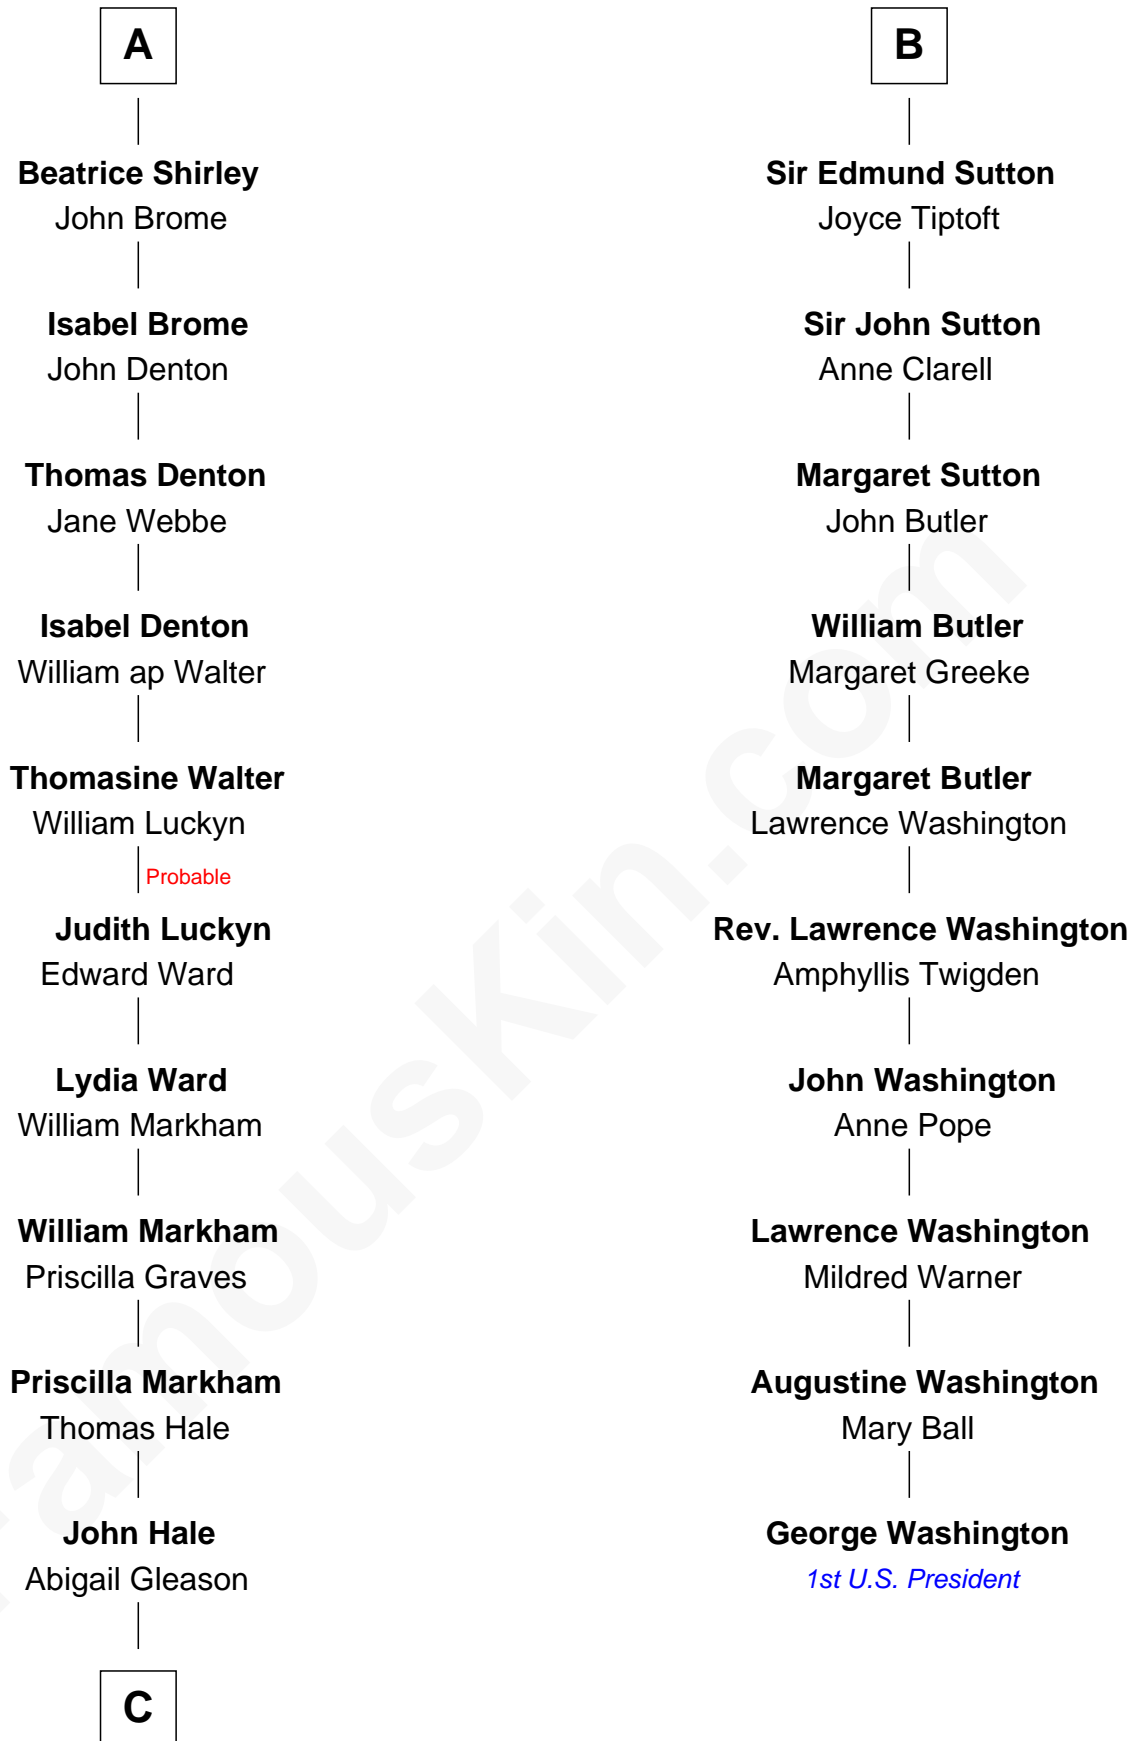 A
Beatrice Shirley
John Brome
Isabel Brome
John Denton
Thomas Denton
Jane Webbe
Isabel Denton
William ap Walter
Thomasine Walter
William Luckyn
Probable
Judith Luckyn
Edward Ward
Lydia Ward
William Markham
William Markham
Priscilla Graves
Priscilla Markham
Thomas Hale
John Hale
Abigail Gleason
C
B
Sir Edmund Sutton
Joyce Tiptoft
Sir John Sutton
Anne Clarell
Margaret Sutton
John Butler
William Butler
Margaret Greeke
Margaret Butler
Lawrence Washington
Rev. Lawrence Washington
Amphyllis Twigden
John Washington
Anne Pope
Lawrence Washington
Mildred Warner
Augustine Washington
Mary Ball
George Washington
1st U.S. President
FamousKin.com